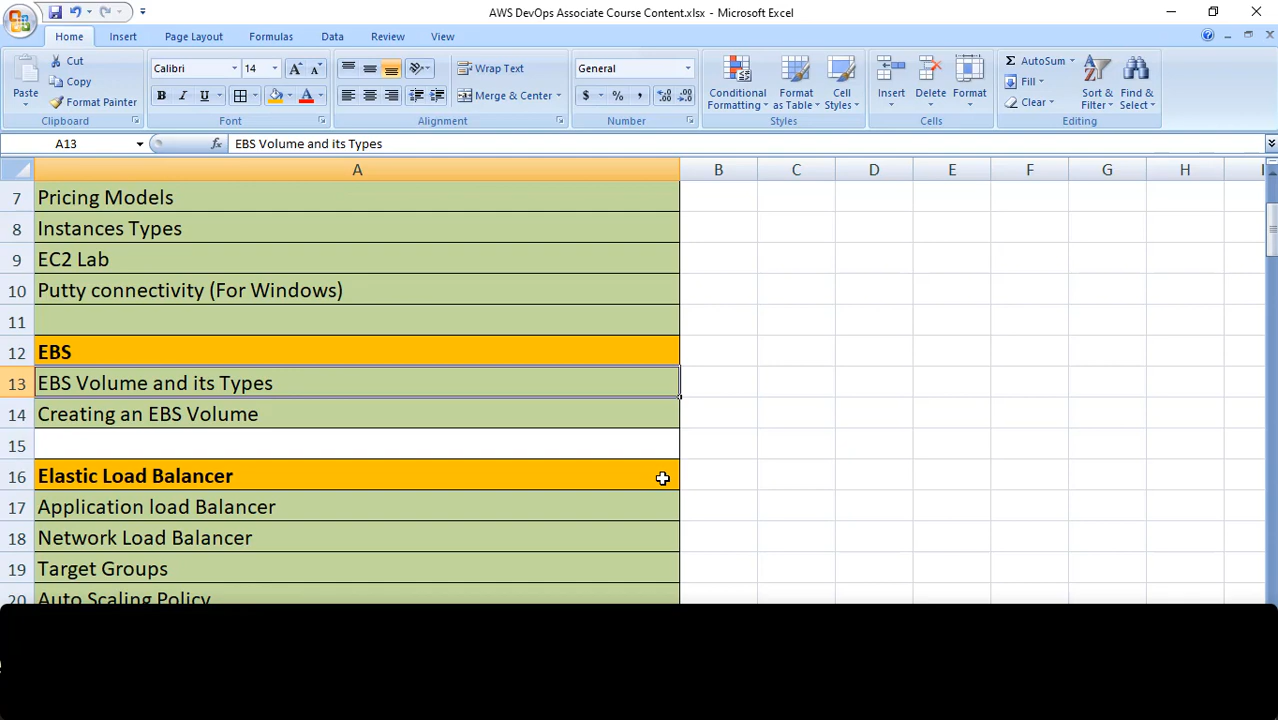 AWS DevOps Associate Course Content.xlsx - Microsoft Excel
Home Insert Page Layout Formulas Data Review View
Paste Cut Copy Format Painter Clipboard
Calibri 14 A A B I U A Font
Wrap Text Merge & Center Alignment
General $ % , .0 .00 .00 .0 Number
Conditional Formatting Format as Table Cell Styles Styles
Insert Delete Format Cells
Σ AutoSum Fill Clear Sort & Filter Find & Select Editing
A13 fx EBS Volume and its Types
A B C D E F G H
7 Pricing Models
8 Instances Types
9 EC2 Lab
10 Putty connectivity (For Windows)
11
12 EBS
13 EBS Volume and its Types
14 Creating an EBS Volume
15
16 Elastic Load Balancer
17 Application load Balancer
18 Network Load Balancer
19 Target Groups
20 Auto Scaling Policy